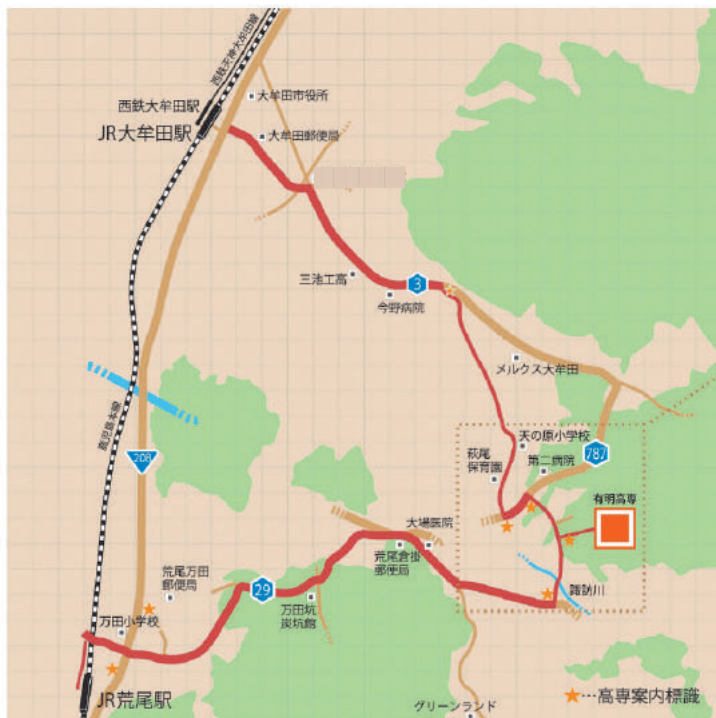 西鉄天神大牟田線
西鉄大牟田駅
JR大牟田駅
大牟田市役所
大牟田郵便局
三池工高
3
今野病院
メルクス大牟田
鹿児島本線
208
天の原小学校
萩尾
保育園
第二病院
787
有明高専
大場医院
荒尾倉掛
郵便局
諏訪川
荒尾万田
郵便局
29
万田坑
炭坑館
万田小学校
JR荒尾駅
グリーンランド
★…高専案内標識